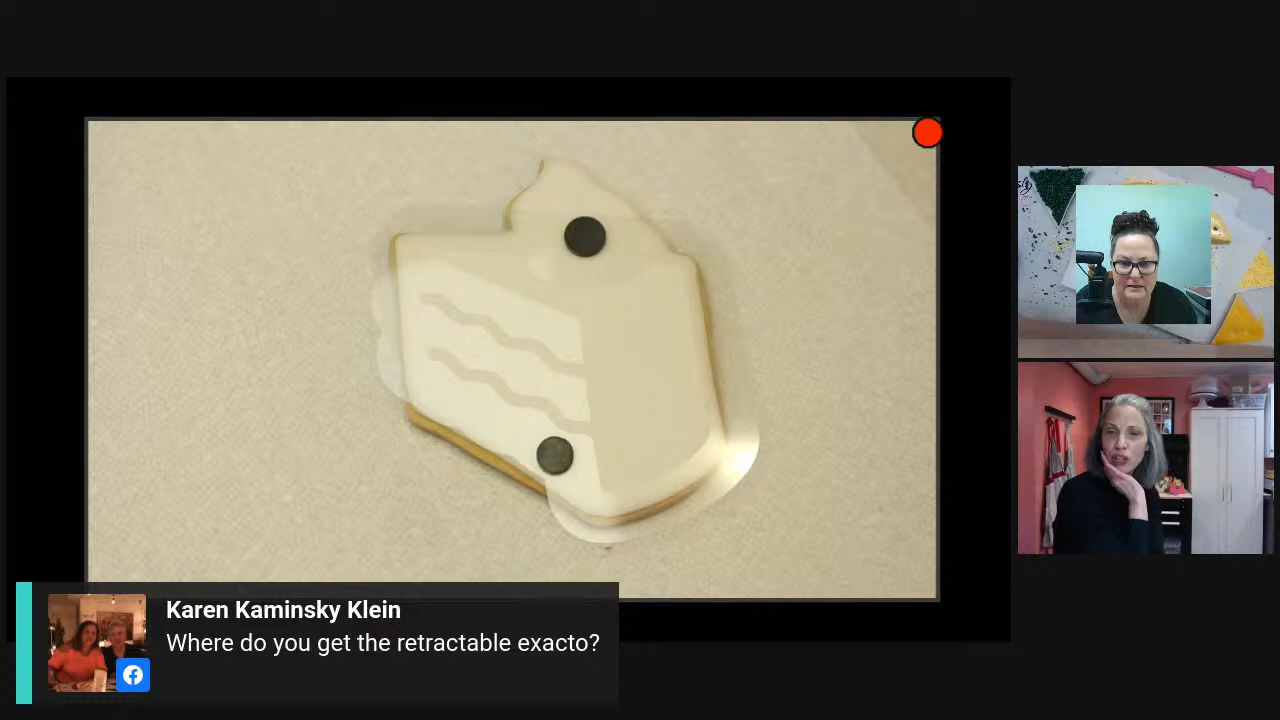 Karen Kaminsky Klein
Where do you get the retractable exacto?